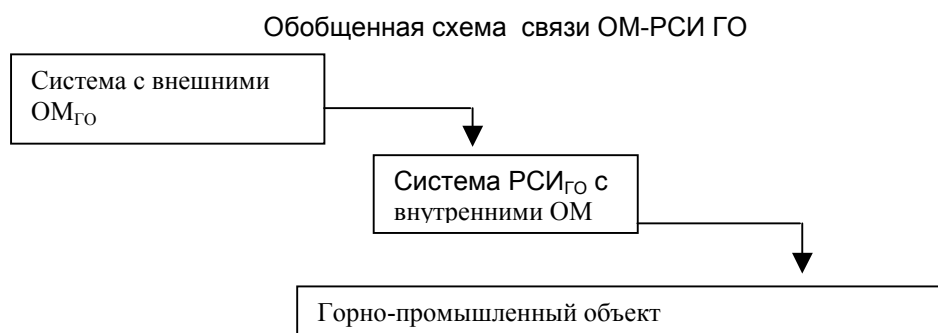 Обобщенная схема связи ОМ-РСИ ГО
Система с внешними
ОМГО
Система РСИГО с
внутренними ОМ
Горно-промышленный объект